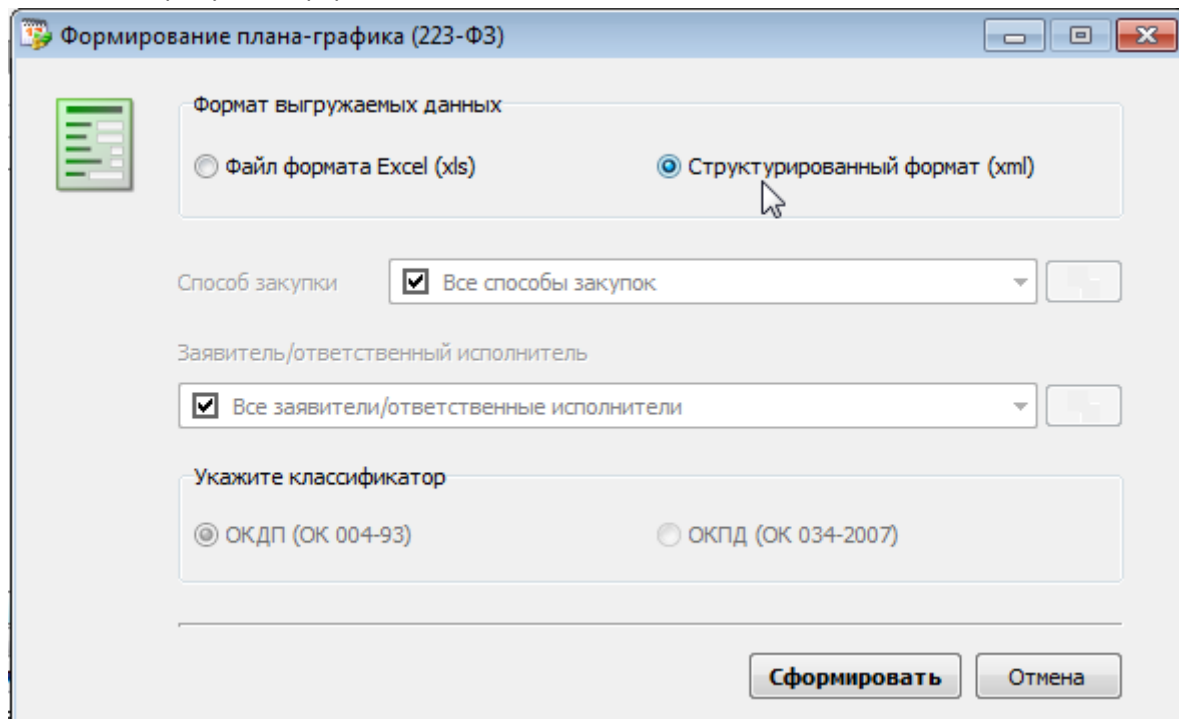 Формирование плана-графика (223-ФЗ)
Формат выгружаемых данных
Файл формата Excel (xls)
Структурированный формат (xml)
Способ закупки
Все способы закупок
Заявитель/ответственный исполнитель
Все заявители/ответственные исполнители
Укажите классификатор
ОКДП (ОК 004-93)
ОКПД (ОК 034-2007)
Сформировать
Отмена